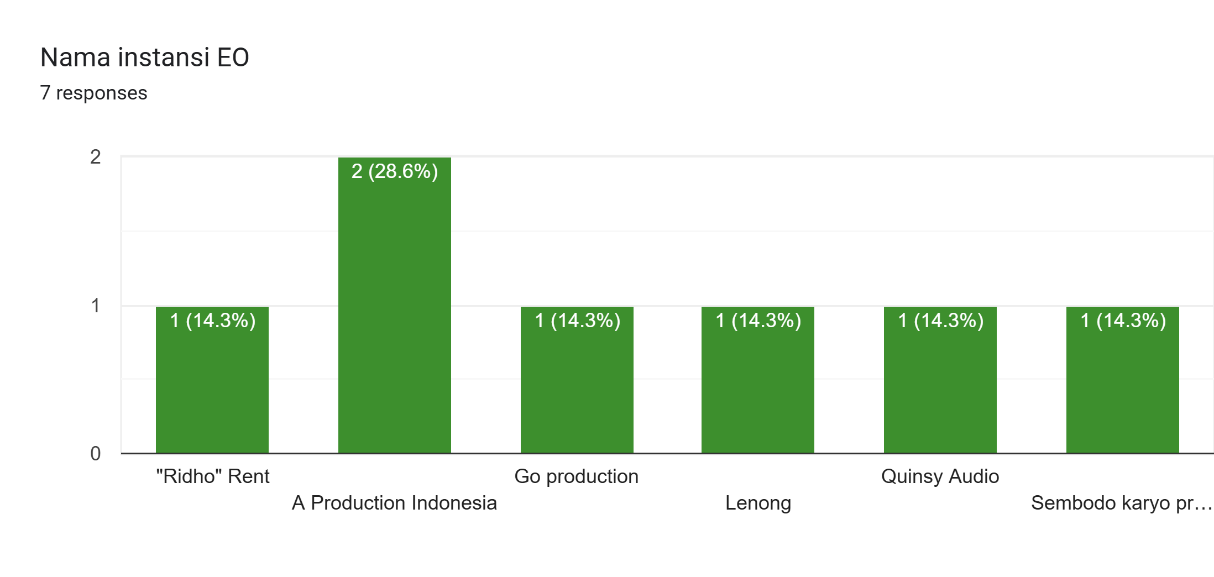 Nama instansi EO
7 responses
2
2 (28.6%)
1
1 (14.3%)
1 (14.3%)
1 (14.3%)
1 (14.3%)
1 (14.3%)
0
"Ridho" Rent
A Production Indonesia
Go production
Lenong
Quinsy Audio
Sembodo karyo pr…